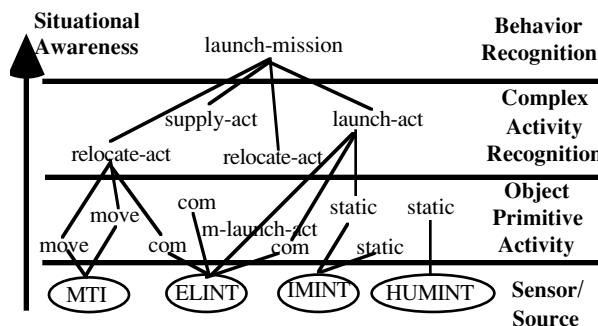 Situational
Awareness
launch-mission
Behavior
Recognition
supply-act
launch-act
Complex
Activity
Recognition
relocate-act
relocate-act
com
static
static
Object
Primitive
Activity
move
m-launch-act
move
com
com
static
MTI
ELINT
IMINT
HUMINT
Sensor/
Source